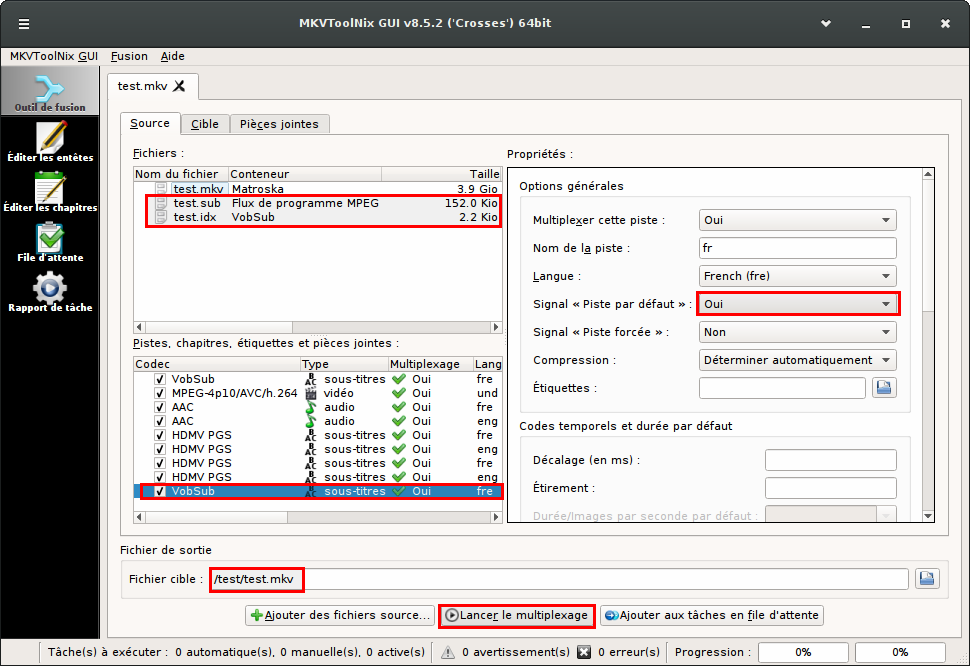 MKVToolNix GUI v8.5.2 ('Crosses') 64bit
MKVToolNix GUI Fusion Aide
Outil de fusion
Éditer les entêtes
Éditer les chapitres
File d'attente
Rapport de tâche
test.mkv
Source Cible Pièces jointes
Fichiers :
Nom du fichier Conteneur Taille
test.mkv Matroska 3.9 Gio
test.sub Flux de programme MPEG 152.0 Kio
test.idx VobSub 2.2 Kio
Pistes, chapitres, étiquettes et pièces jointes :
Codec Type Multiplexage Lang
VobSub sous-titres Oui fre
MPEG-4p10/AVC/h.264 vidéo Oui und
AAC audio Oui fre
AAC audio Oui eng
HDMV PGS sous-titres Oui fre
HDMV PGS sous-titres Oui eng
HDMV PGS sous-titres Oui fre
HDMV PGS sous-titres Oui eng
VobSub sous-titres Oui fre
Propriétés :
Options générales
Multiplexer cette piste : Oui
Nom de la piste : fr
Langue : French (fre)
Signal « Piste par défaut » : Oui
Signal « Piste forcée » : Non
Compression : Déterminer automatiquement
Étiquettes :
Codes temporels et durée par défaut
Décalage (en ms) :
Étirement :
Durée/Images par seconde par défaut :
Fichier de sortie
Fichier cible : /test/test.mkv
Ajouter des fichiers source... Lancer le multiplexage Ajouter aux tâches en file d'attente
Tâche(s) à exécuter : 0 automatique(s), 0 manuelle(s), 0 active(s) 0 avertissement(s) 0 erreur(s) Progression : 0% 0%